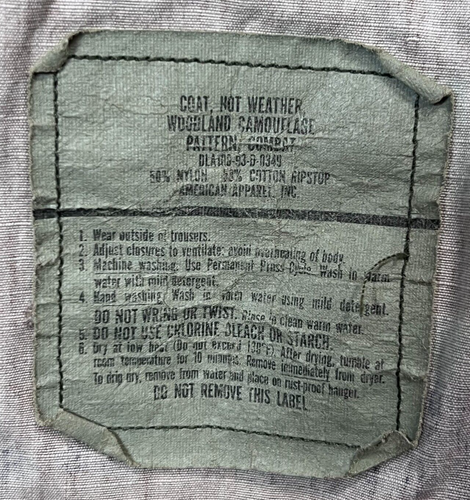 COAT, HOT WEATHER,
WOODLAND CAMOUFLAGE
PATTERN, COMBAT
DLA100-93-D-0349
50% NYLON 50% COTTON RIPSTOP
AMERICAN APPAREL, INC
1. Wear outside of trousers.
2. Adjust closures to ventilate: avoid overheating of body
3. Machine washing: Use Permanent Press Cycle. Wash in warm
water with mild detergent.
4. Hand washing: Wash in warm water using mild detergent.
DO NOT WRING OR TWIST. Rinse in clean warm water.
5. DO NOT USE CHLORINE BLEACH OR STARCH.
6. Dry at low heat (Do not exceed 130°F). After drying, tumble at
room temperature for 10 minutes. Remove immediately from dryer.
To drip dry, remove from water and place on rust-proof hanger.
DO NOT REMOVE THIS LABEL